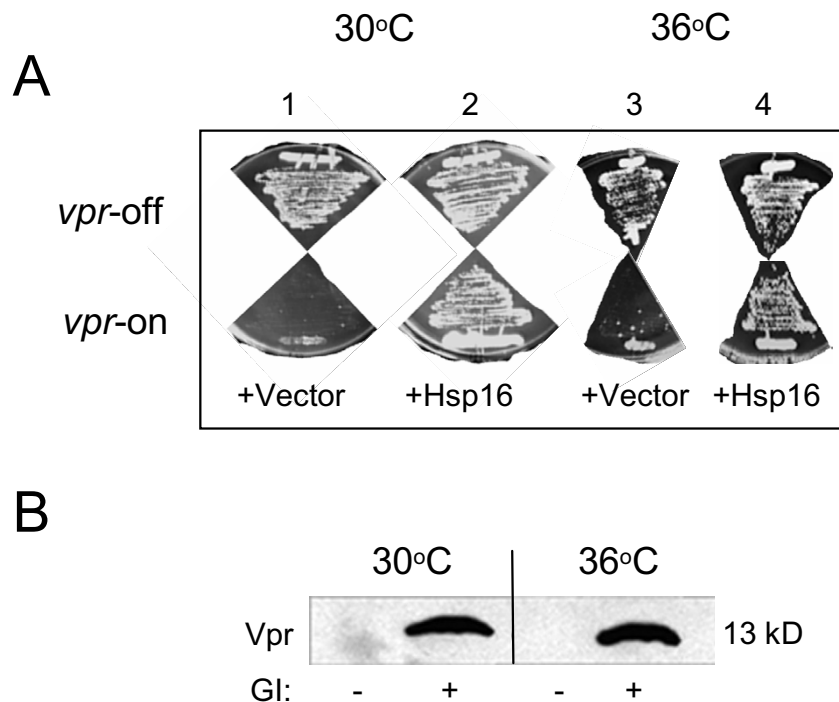 30°C 36°C
A
1 2 3 4
vpr-off
vpr-on
+Vector +Hsp16 +Vector +Hsp16
B
30°C 36°C
Vpr 13 kD
GI: - + - +